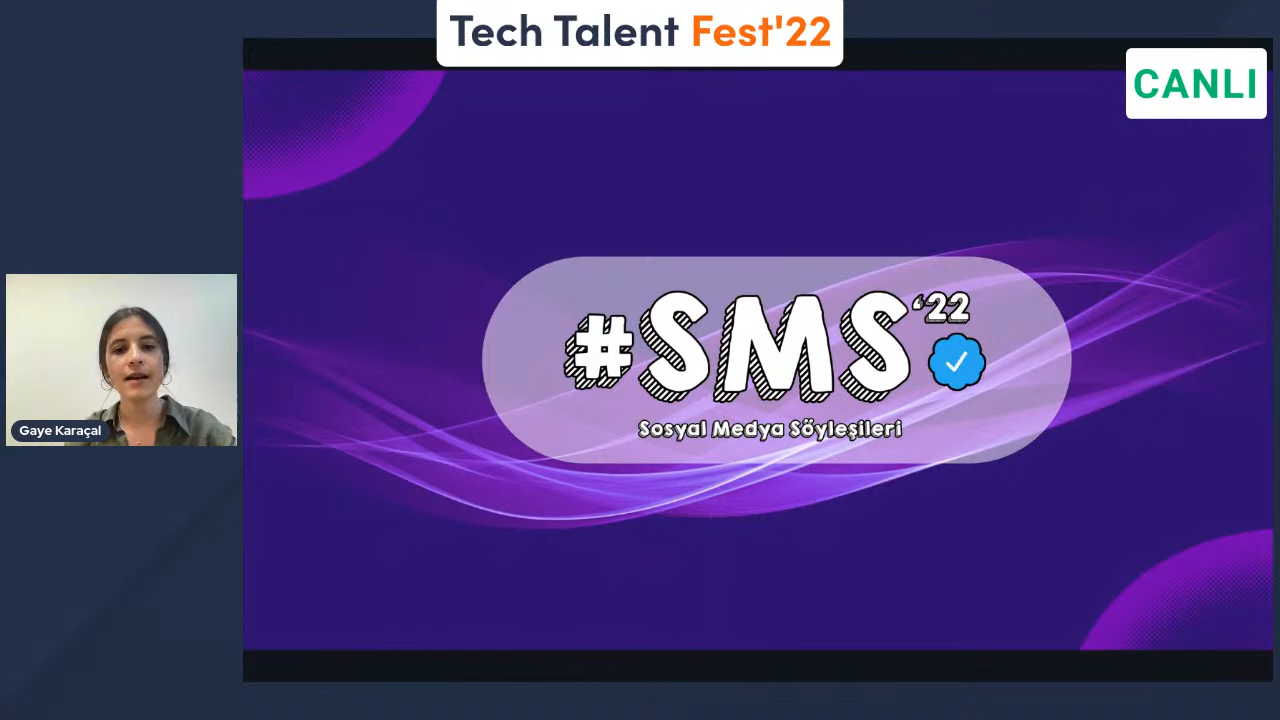 Tech Talent Fest'22
CANLI
#SMS'22
Sosyal Medya Söyleşileri
Gaye Karaçal